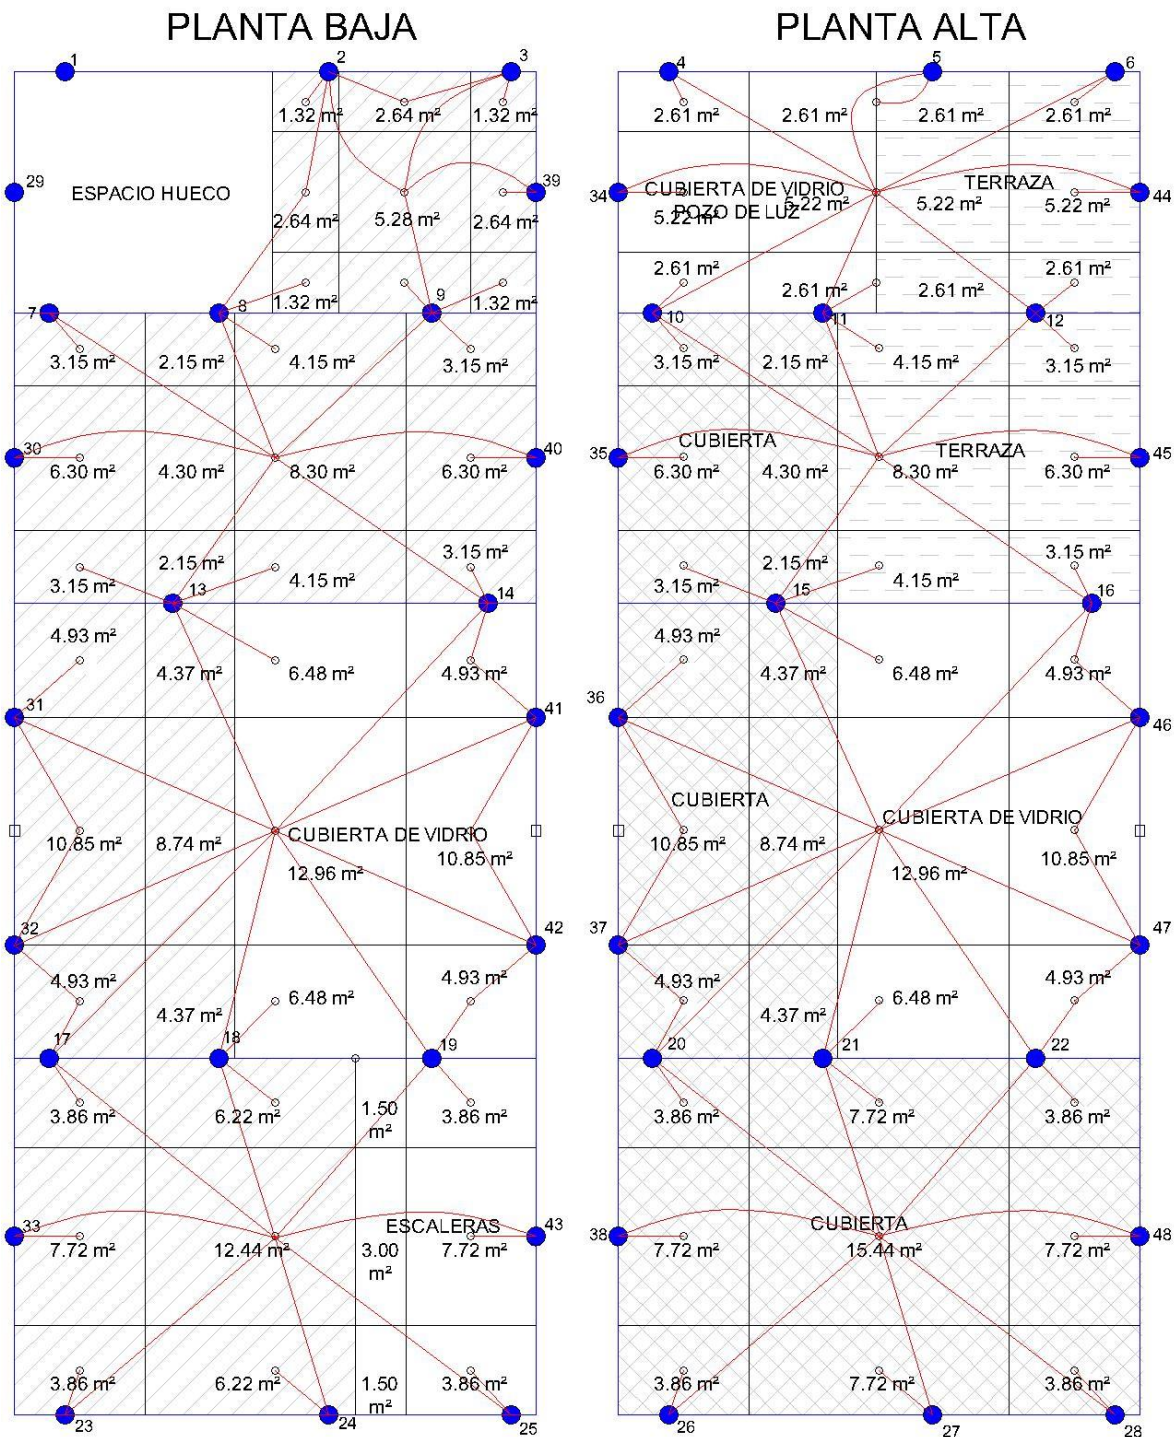 PLANTA BAJA
PLANTA ALTA
1
2
3
4
5
6
1.32 m²
2.64 m²
1.32 m²
2.61 m²
2.61 m²
2.61 m²
2.61 m²
29
ESPACIO HUECO
39
34
CUBIERTA DE VIDRIO
POZO DE LUZ
TERRAZA
44
2.64 m²
5.28 m²
2.64 m²
5.22 m²
5.22 m²
5.22 m²
5.22 m²
1.32 m²
1.32 m²
2.61 m²
2.61 m²
2.61 m²
2.61 m²
7
8
9
10
11
12
3.15 m²
2.15 m²
4.15 m²
3.15 m²
3.15 m²
2.15 m²
4.15 m²
3.15 m²
30
40
35
CUBIERTA
TERRAZA
45
6.30 m²
4.30 m²
8.30 m²
6.30 m²
6.30 m²
4.30 m²
8.30 m²
6.30 m²
3.15 m²
2.15 m²
4.15 m²
3.15 m²
3.15 m²
2.15 m²
4.15 m²
3.15 m²
13
14
15
16
4.93 m²
4.37 m²
6.48 m²
4.93 m²
4.93 m²
4.37 m²
6.48 m²
4.93 m²
31
41
36
46
CUBIERTA DE VIDRIO
CUBIERTA
CUBIERTA DE VIDRIO
10.85 m²
8.74 m²
12.96 m²
10.85 m²
10.85 m²
8.74 m²
12.96 m²
10.85 m²
32
42
37
47
4.93 m²
4.37 m²
6.48 m²
4.93 m²
4.93 m²
4.37 m²
6.48 m²
4.93 m²
17
18
19
20
21
22
3.86 m²
6.22 m²
1.50
m²
3.86 m²
3.86 m²
7.72 m²
3.86 m²
33
ESCALERAS
43
38
CUBIERTA
48
7.72 m²
12.44 m²
3.00
m²
7.72 m²
7.72 m²
15.44 m²
7.72 m²
3.86 m²
6.22 m²
1.50
m²
3.86 m²
3.86 m²
7.72 m²
3.86 m²
23
24
25
26
27
28